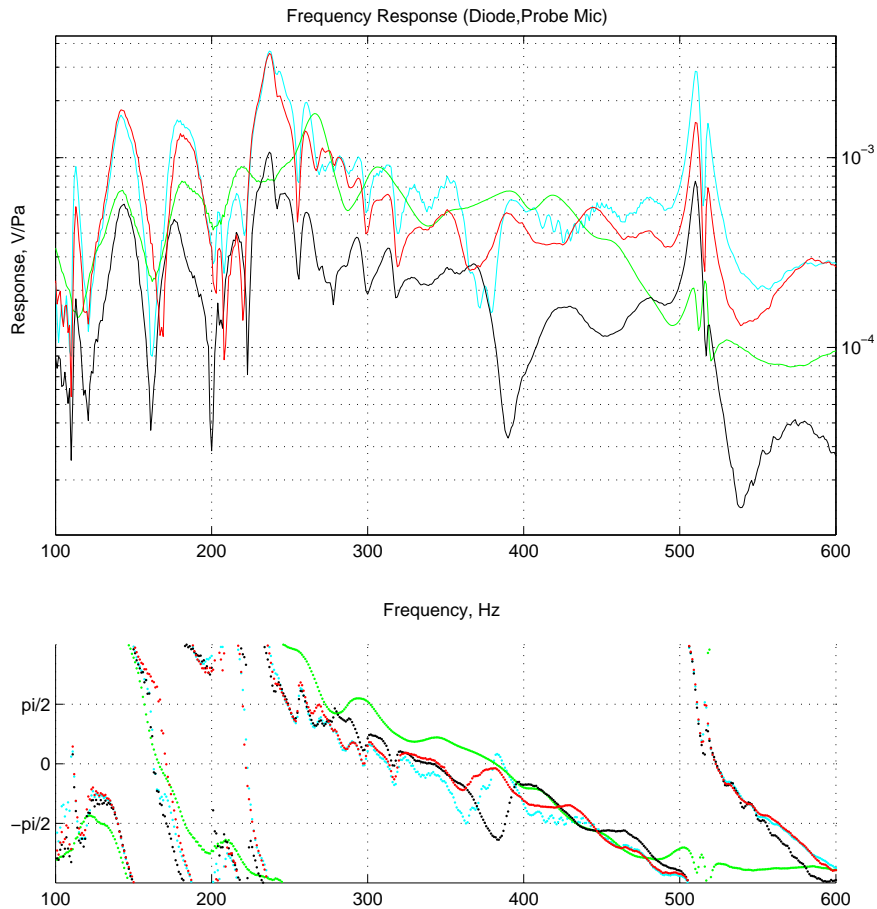 Frequency Response (Diode,Probe Mic)
Response, V/Pa
10−3
10−4
100 200 300 400 500 600
Frequency, Hz
pi/2
0
−pi/2
100 200 300 400 500 600